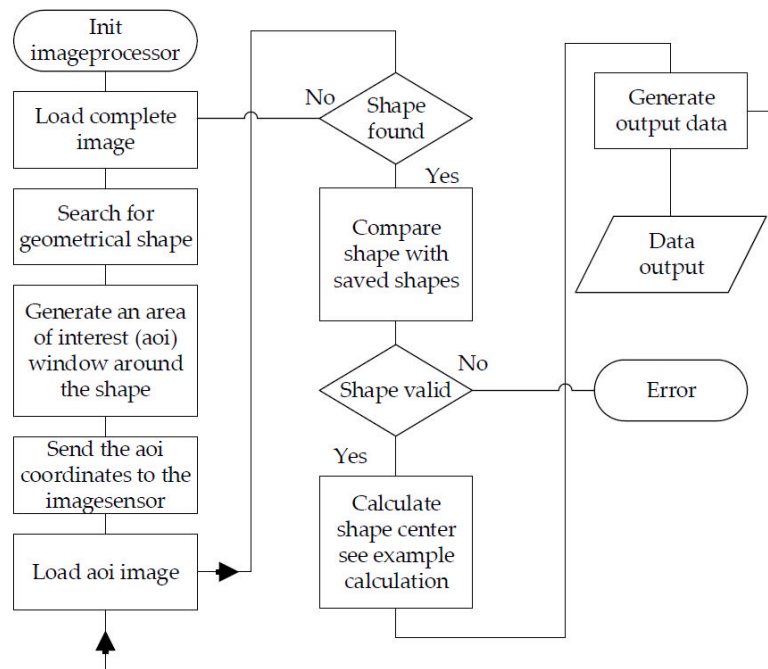 Init
imageprocessor
Load complete
image
Search for
geometrical shape
Generate an area
of interest (aoi)
window around
the shape
Send the aoi
coordinates to the
imagesensor
Load aoi image
No
Shape
found
Yes
Compare
shape with
saved shapes
No
Shape valid
Yes
Calculate
shape center
see example
calculation
Error
Generate
output data
Data
output